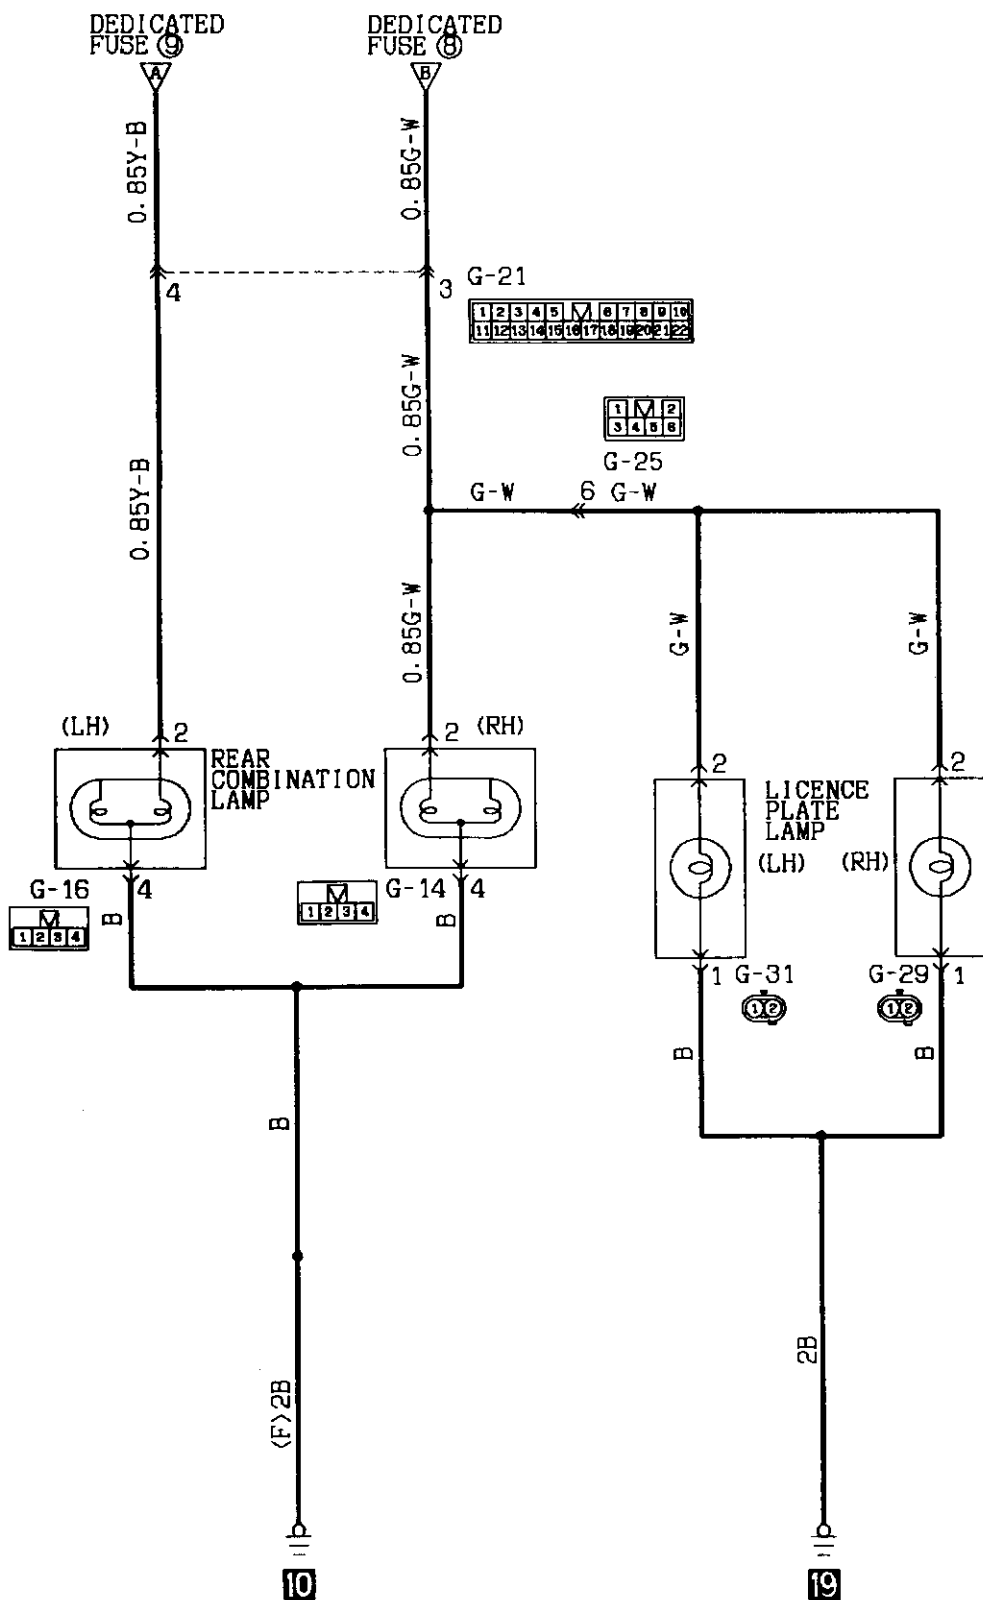 DEDICATED
FUSE ⑨
DEDICATED
FUSE ⑧
A
B
0.85Y-B
0.85G-W
4
3
G-21
1 2 3 4 5 6 7 8 9 10
11 12 13 14 15 16 17 18 19 20 21 22
0.85Y-B
0.85G-W
1 2
3 4 5 6
G-25
G-W
6
G-W
0.85G-W
G-W
G-W
(LH)
2
REAR
COMBINATION
LAMP
2
(RH)
2
LICENCE
PLATE
LAMP
(LH)
(RH)
2
G-16
4
1 2 3 4
B
G-14
4
1 2 3 4
B
1
G-31
1 2
B
G-29
1
1 2
B
B
(F)2B
2B
10
19